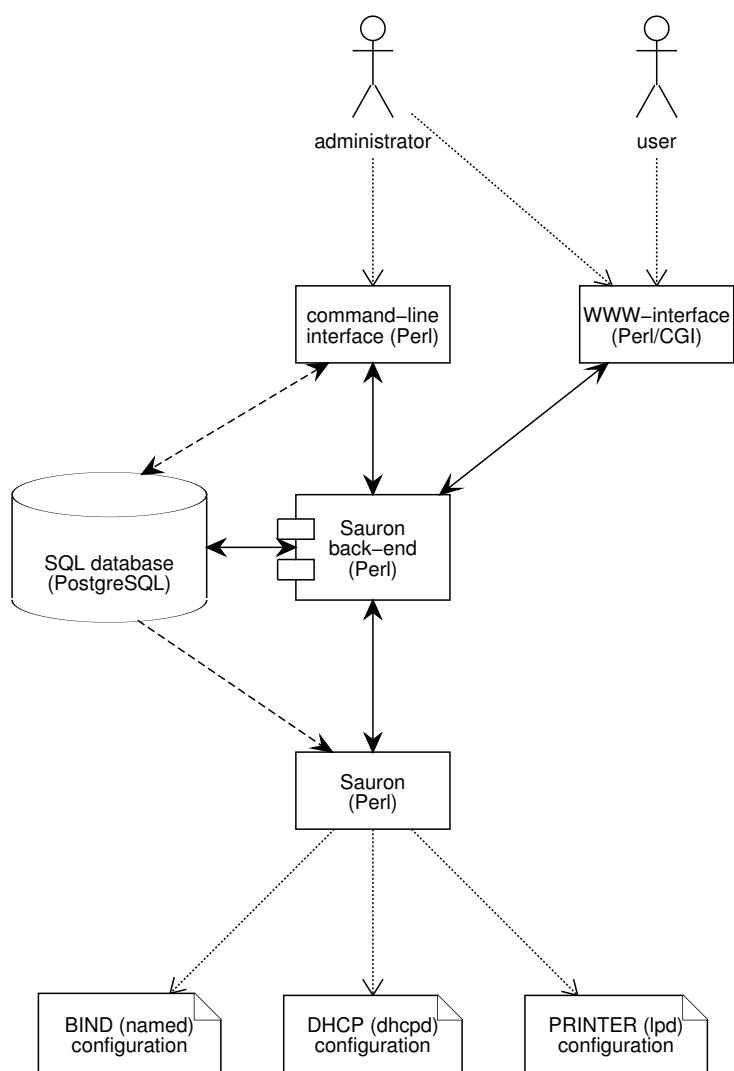 administrator
user
command−line
interface (Perl)
WWW−interface
(Perl/CGI)
Sauron
back−end
(Perl)
SQL database
(PostgreSQL)
Sauron
(Perl)
BIND (named)
configuration
DHCP (dhcpd)
configuration
PRINTER (lpd)
configuration